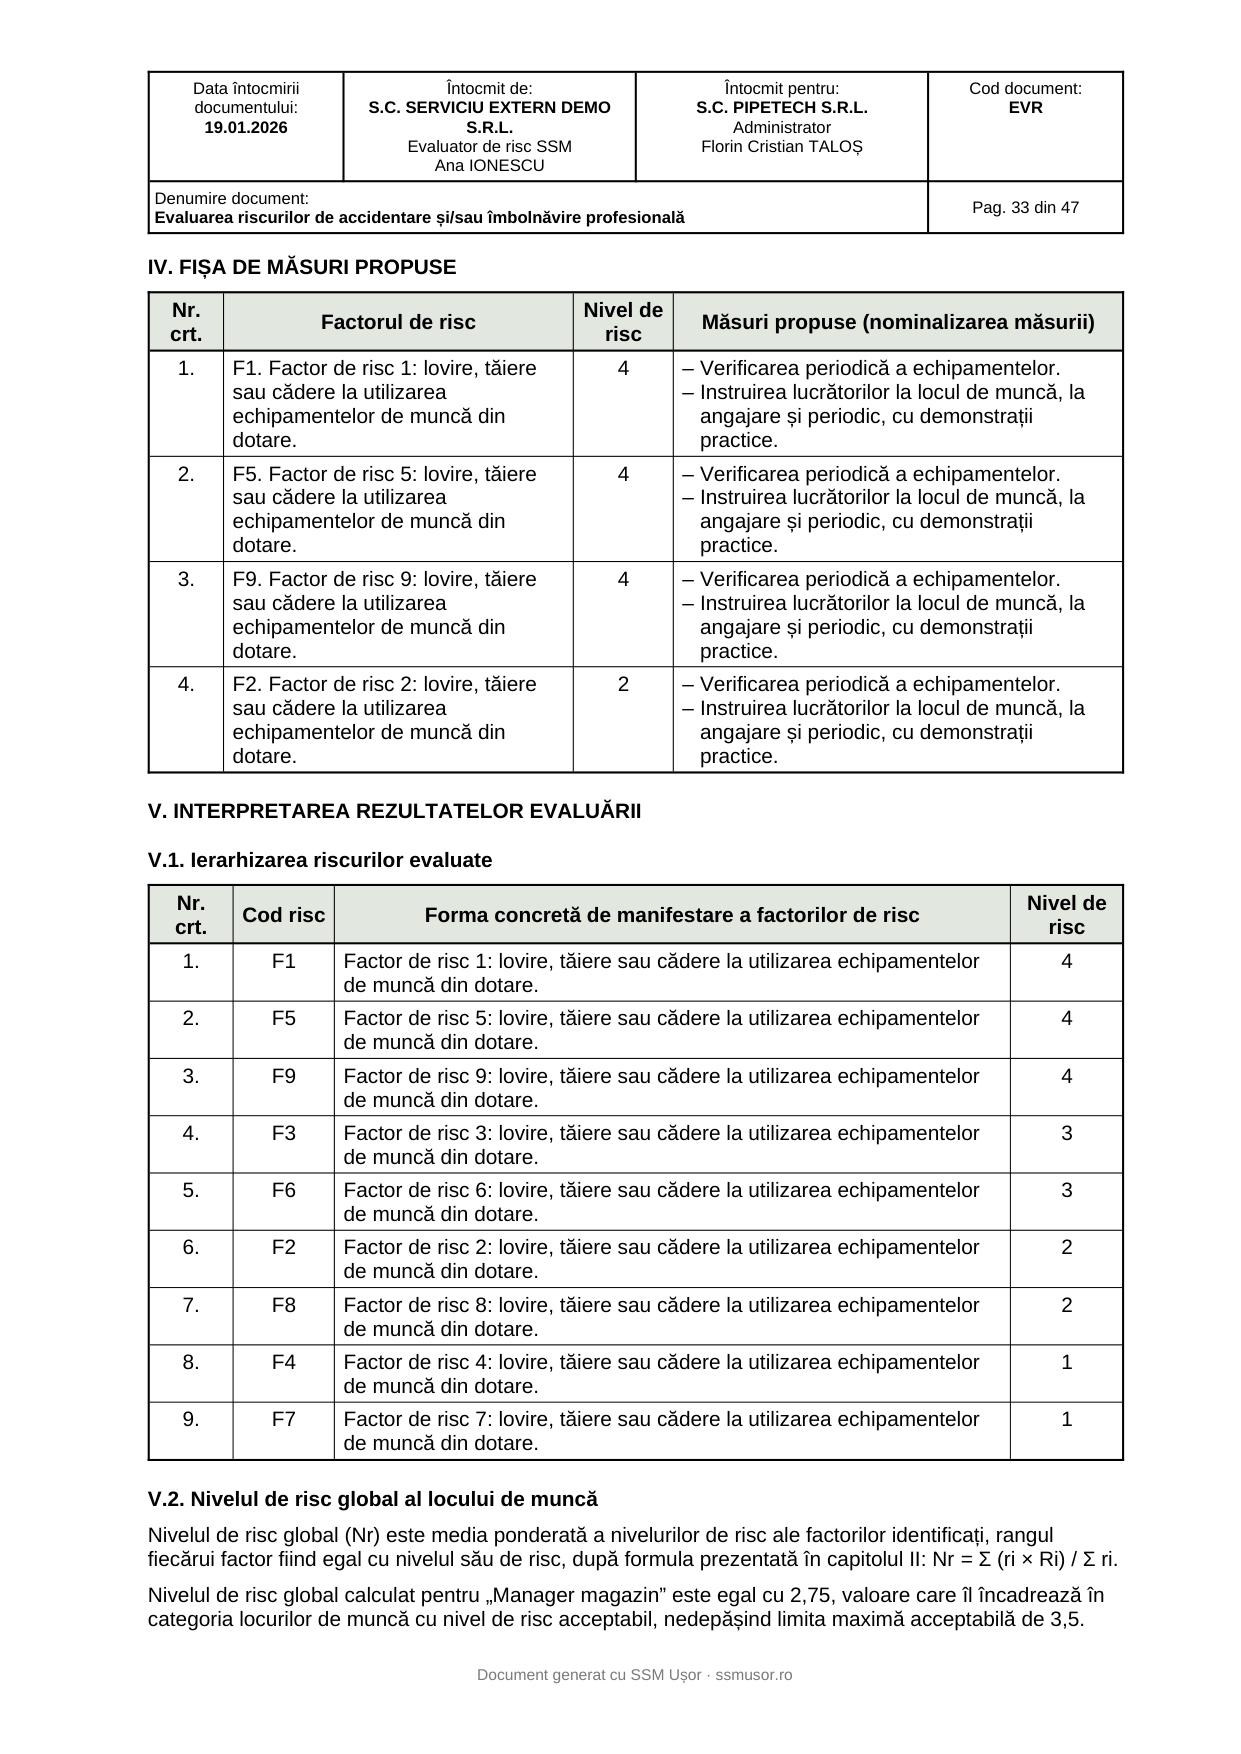 Data întocmirii
documentului:
19.01.2026
Întocmit de:
S.C. SERVICIU EXTERN DEMO
S.R.L.
Evaluator de risc SSM
Ana IONESCU
Întocmit pentru:
S.C. PIPETECH S.R.L.
Administrator
Florin Cristian TALOȘ
Cod document:
EVR
Denumire document:
Evaluarea riscurilor de accidentare și/sau îmbolnăvire profesională
Pag. 33 din 47
IV. FIȘA DE MĂSURI PROPUSE
Nr.
crt.
Factorul de risc
Nivel de
risc
Măsuri propuse (nominalizarea măsurii)
1.
F1. Factor de risc 1: lovire, tăiere
sau cădere la utilizarea
echipamentelor de muncă din
dotare.
4
– Verificarea periodică a echipamentelor.
– Instruirea lucrătorilor la locul de muncă, la
angajare și periodic, cu demonstrații
practice.
2.
F5. Factor de risc 5: lovire, tăiere
sau cădere la utilizarea
echipamentelor de muncă din
dotare.
4
– Verificarea periodică a echipamentelor.
– Instruirea lucrătorilor la locul de muncă, la
angajare și periodic, cu demonstrații
practice.
3.
F9. Factor de risc 9: lovire, tăiere
sau cădere la utilizarea
echipamentelor de muncă din
dotare.
4
– Verificarea periodică a echipamentelor.
– Instruirea lucrătorilor la locul de muncă, la
angajare și periodic, cu demonstrații
practice.
4.
F2. Factor de risc 2: lovire, tăiere
sau cădere la utilizarea
echipamentelor de muncă din
dotare.
2
– Verificarea periodică a echipamentelor.
– Instruirea lucrătorilor la locul de muncă, la
angajare și periodic, cu demonstrații
practice.
V. INTERPRETAREA REZULTATELOR EVALUĂRII
V.1. Ierarhizarea riscurilor evaluate
Nr.
crt.
Cod risc
Forma concretă de manifestare a factorilor de risc
Nivel de
risc
1.
F1
Factor de risc 1: lovire, tăiere sau cădere la utilizarea echipamentelor
de muncă din dotare.
4
2.
F5
Factor de risc 5: lovire, tăiere sau cădere la utilizarea echipamentelor
de muncă din dotare.
4
3.
F9
Factor de risc 9: lovire, tăiere sau cădere la utilizarea echipamentelor
de muncă din dotare.
4
4.
F3
Factor de risc 3: lovire, tăiere sau cădere la utilizarea echipamentelor
de muncă din dotare.
3
5.
F6
Factor de risc 6: lovire, tăiere sau cădere la utilizarea echipamentelor
de muncă din dotare.
3
6.
F2
Factor de risc 2: lovire, tăiere sau cădere la utilizarea echipamentelor
de muncă din dotare.
2
7.
F8
Factor de risc 8: lovire, tăiere sau cădere la utilizarea echipamentelor
de muncă din dotare.
2
8.
F4
Factor de risc 4: lovire, tăiere sau cădere la utilizarea echipamentelor
de muncă din dotare.
1
9.
F7
Factor de risc 7: lovire, tăiere sau cădere la utilizarea echipamentelor
de muncă din dotare.
1
V.2. Nivelul de risc global al locului de muncă
Nivelul de risc global (Nr) este media ponderată a nivelurilor de risc ale factorilor identificați, rangul
fiecărui factor fiind egal cu nivelul său de risc, după formula prezentată în capitolul II: Nr = Σ (ri × Ri) / Σ ri.
Nivelul de risc global calculat pentru „Manager magazin” este egal cu 2,75, valoare care îl încadrează în
categoria locurilor de muncă cu nivel de risc acceptabil, nedepășind limita maximă acceptabilă de 3,5.
Document generat cu SSM Ușor · ssmusor.ro